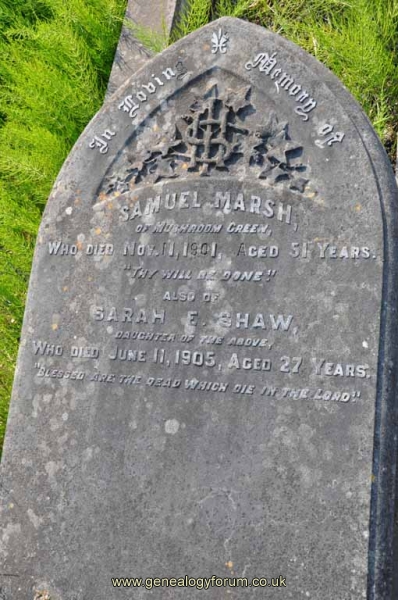 In Loving Memory of
IHS
SAMUEL MARSH,
OF MUSHROOM GREEN,
WHO DIED NOV. 11, 1901, AGED 51 YEARS.
"THY WILL BE DONE."
ALSO OF
SARAH E. SHAW,
DAUGHTER OF THE ABOVE,
WHO DIED JUNE 11, 1905, AGED 27 YEARS.
"BLESSED ARE THE DEAD WHICH DIE IN THE LORD."
www.genealogyforum.co.uk